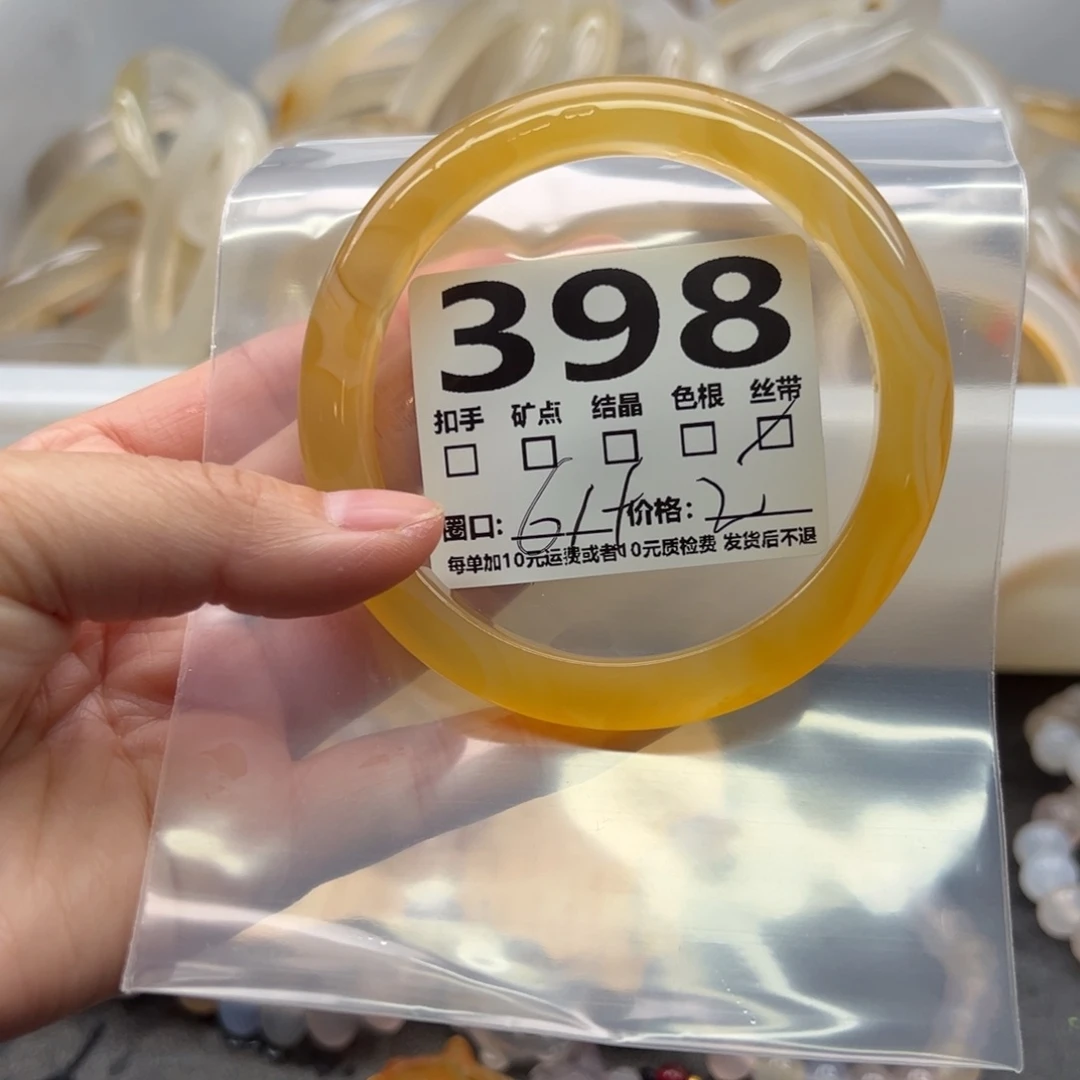 398
扣手 矿点 结晶 色根 丝带
圈口: 价格:
每单加10元运费或者10元质检费 发货后不退